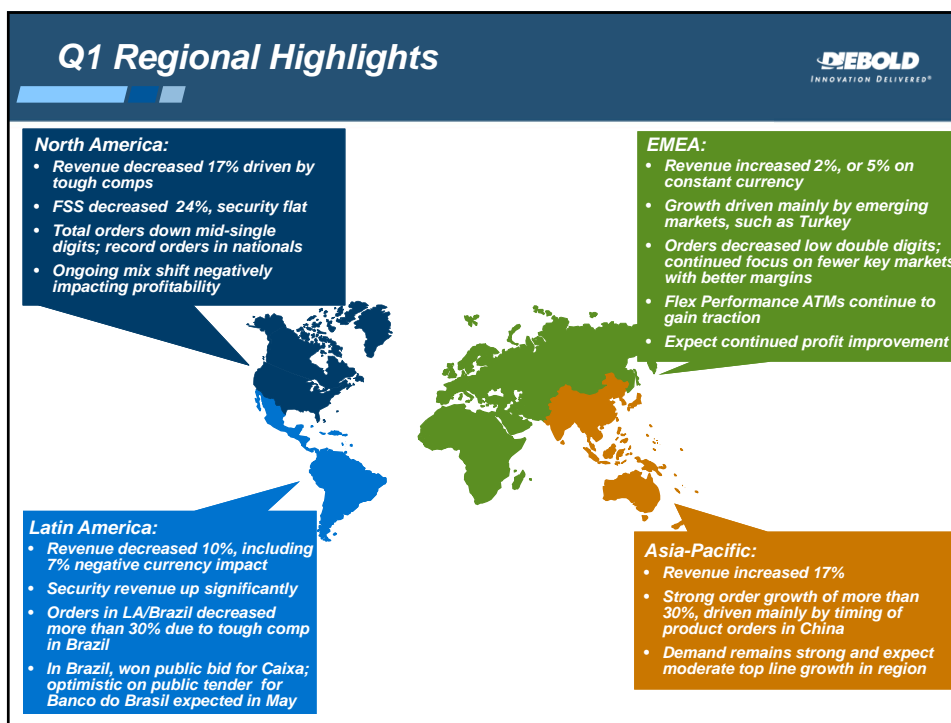 Q1 Regional Highlights
DIEBOLD
INNOVATION DELIVERED®
North America:
• Revenue decreased 17% driven by
tough comps
• FSS decreased 24%, security flat
• Total orders down mid-single
digits; record orders in nationals
• Ongoing mix shift negatively
impacting profitability
EMEA:
• Revenue increased 2%, or 5% on
constant currency
• Growth driven mainly by emerging
markets, such as Turkey
• Orders decreased low double digits;
continued focus on fewer key markets
with better margins
• Flex Performance ATMs continue to
gain traction
• Expect continued profit improvement
Latin America:
• Revenue decreased 10%, including
7% negative currency impact
• Security revenue up significantly
• Orders in LA/Brazil decreased
more than 30% due to tough comp
in Brazil
• In Brazil, won public bid for Caixa;
optimistic on public tender for
Banco do Brasil expected in May
Asia-Pacific:
• Revenue increased 17%
• Strong order growth of more than
30%, driven mainly by timing of
product orders in China
• Demand remains strong and expect
moderate top line growth in region